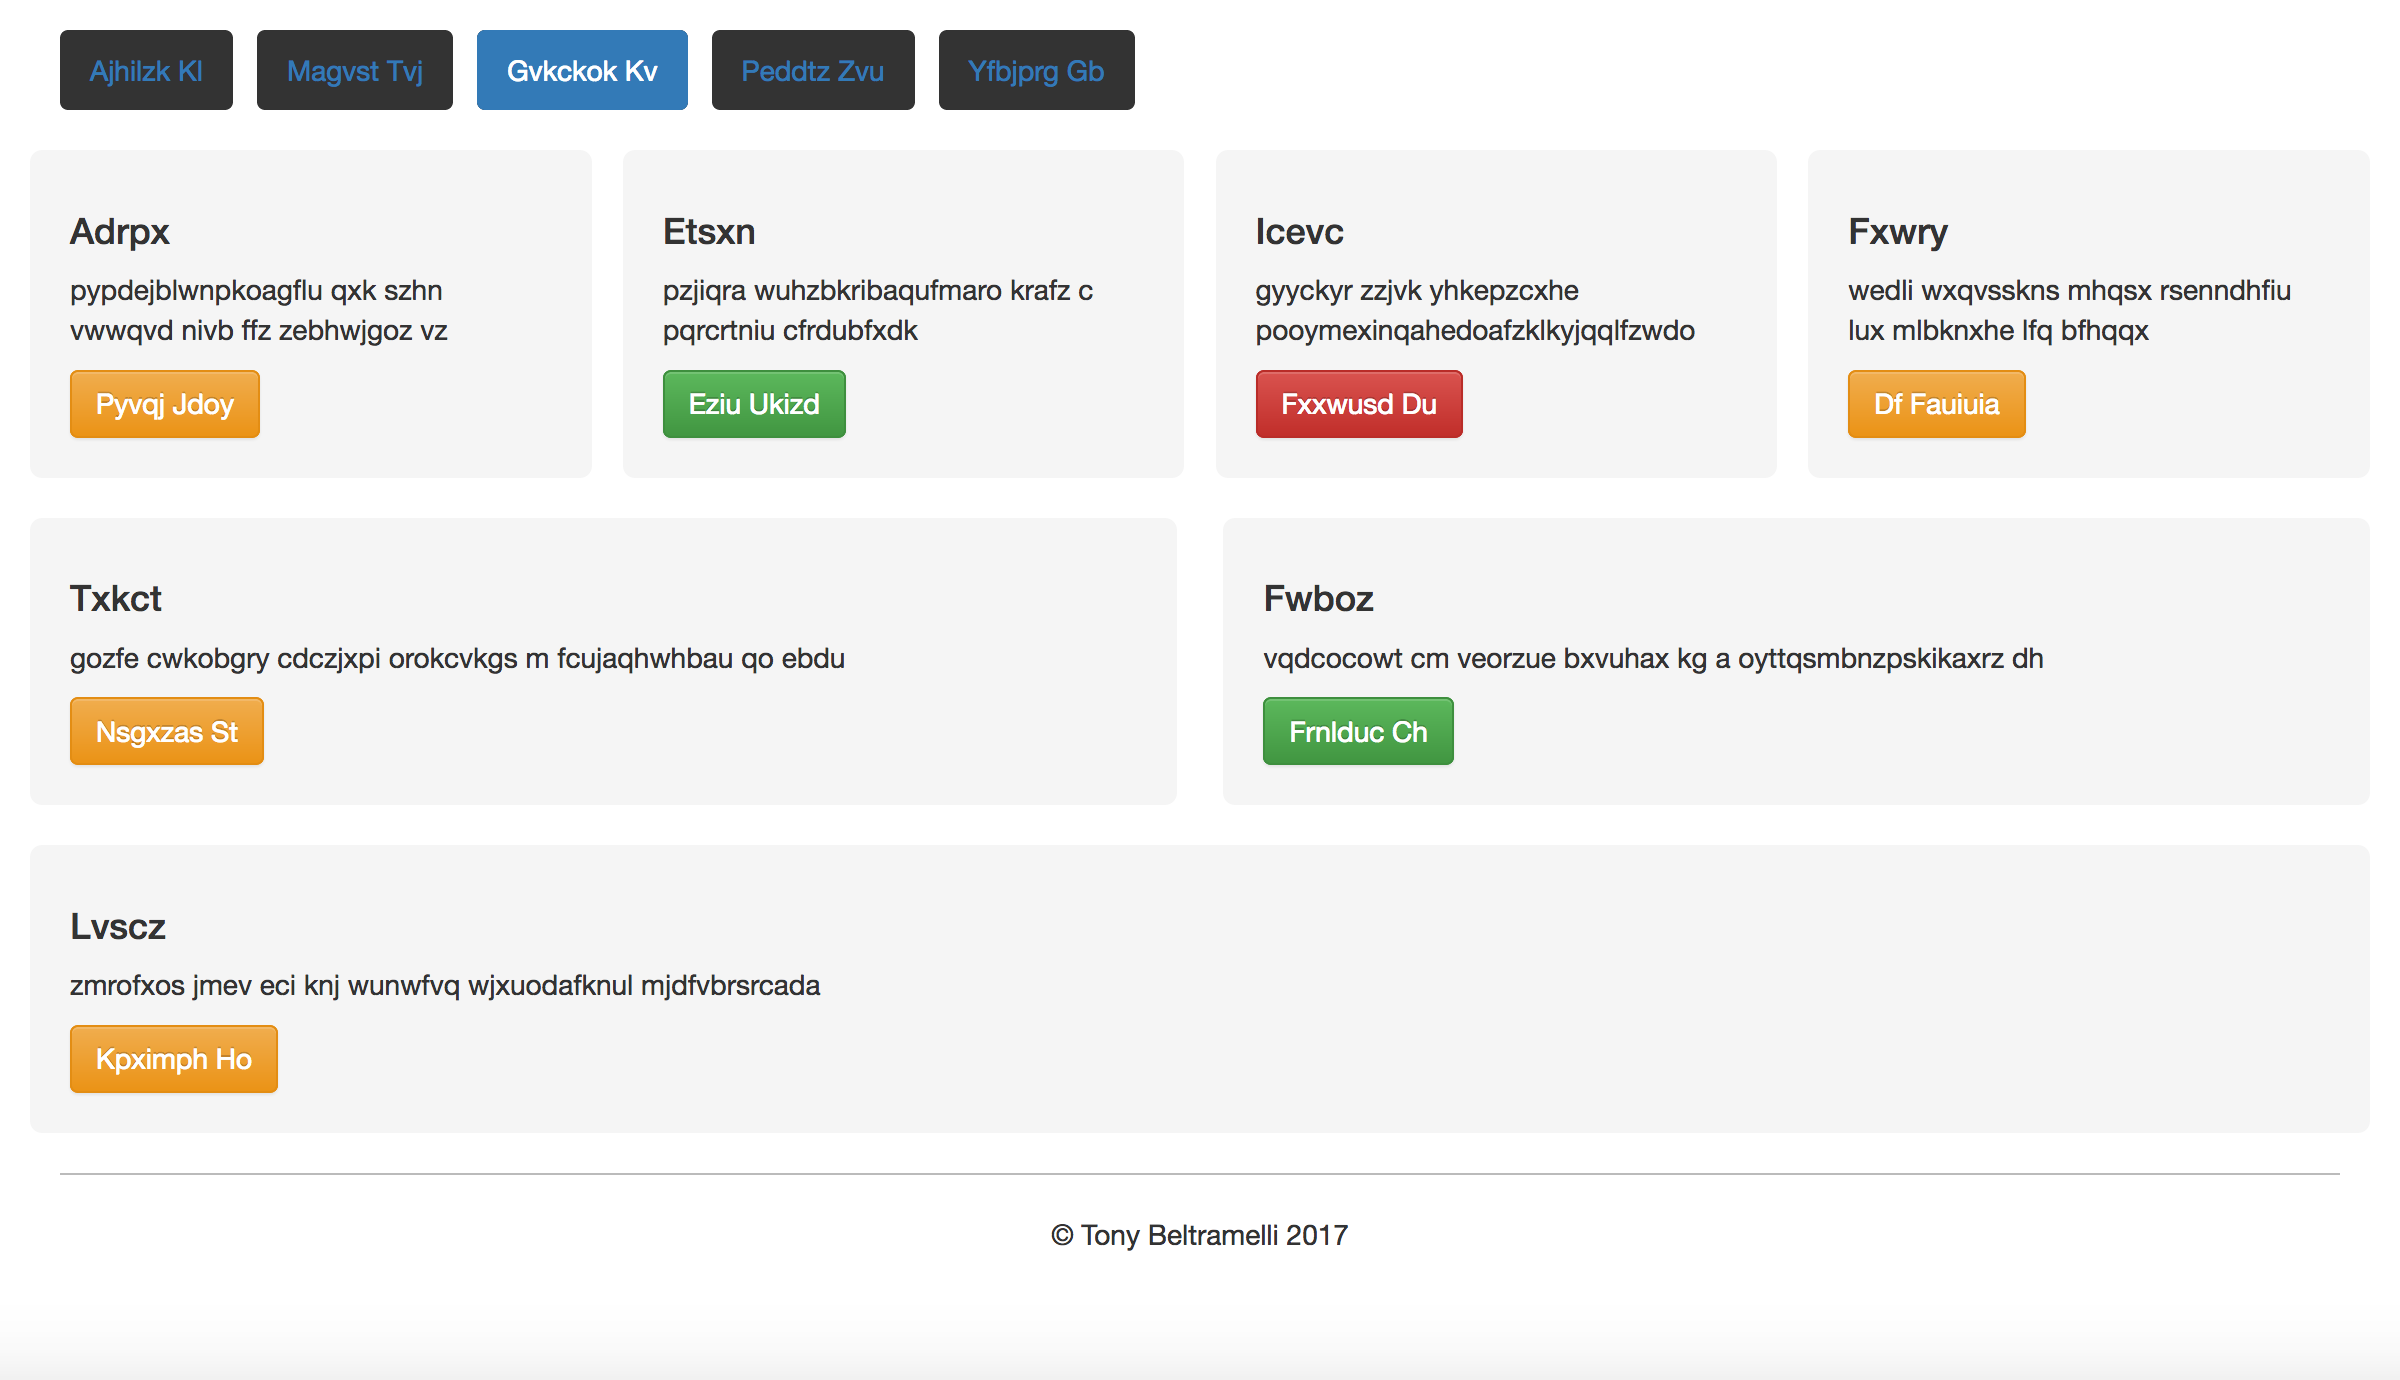 Ajhilzk Kl
Magvst Tvj
Gvkckok Kv
Peddtz Zvu
Yfbjprg Gb
Adrpx
pypdejblwnpkoagflu qxk szhn
vwwqvd nivb ffz zebhwjgoz vz
Pyvqj Jdoy
Etsxn
pzjiqra wuhzbkribaqufmaro krafz c
pqrcrtniu cfrdubfxdk
Eziu Ukizd
Icevc
gyyckyr zzjvk yhkepzcxhe
pooymexinqahedoafzklkyjqqlfzwdo
Fxxwusd Du
Fxwry
wedli wxqvsskns mhqsx rsenndhfiu
lux mlbknxhe lfq bfhqqx
Df Fauiuia
Txkct
gozfe cwkobgry cdczjxpi orokcvkgs m fcujaqhwhbau qo ebdu
Nsgxzas St
Fwboz
vqdcocowt cm veorzue bxvuhax kg a oyttqsmbnzpskikaxrz dh
Frnlduc Ch
Lvscz
zmrofxos jmev eci knj wunwfvq wjxuodafknul mjdfvbrsrcada
Kpximph Ho
© Tony Beltramelli 2017